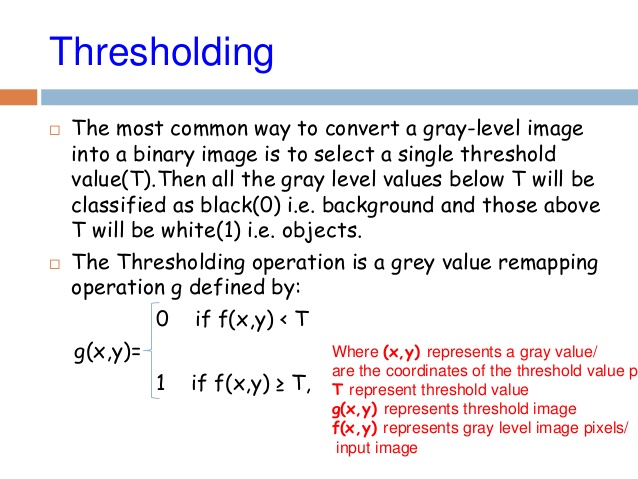 Thresholding
The most common way to convert a gray-level image
into a binary image is to select a single threshold
value(T).Then all the gray level values below T will be
classified as black(0) i.e. background and those above
T will be white(1) i.e. objects.
The Thresholding operation is a grey value remapping
operation g defined by:
0 if f(x,y) < T
g(x,y)=
1 if f(x,y) ≥ T,
Where (x,y) represents a gray value/
are the coordinates of the threshold value p
T represent threshold value
g(x,y) represents threshold image
f(x,y) represents gray level image pixels/
input image